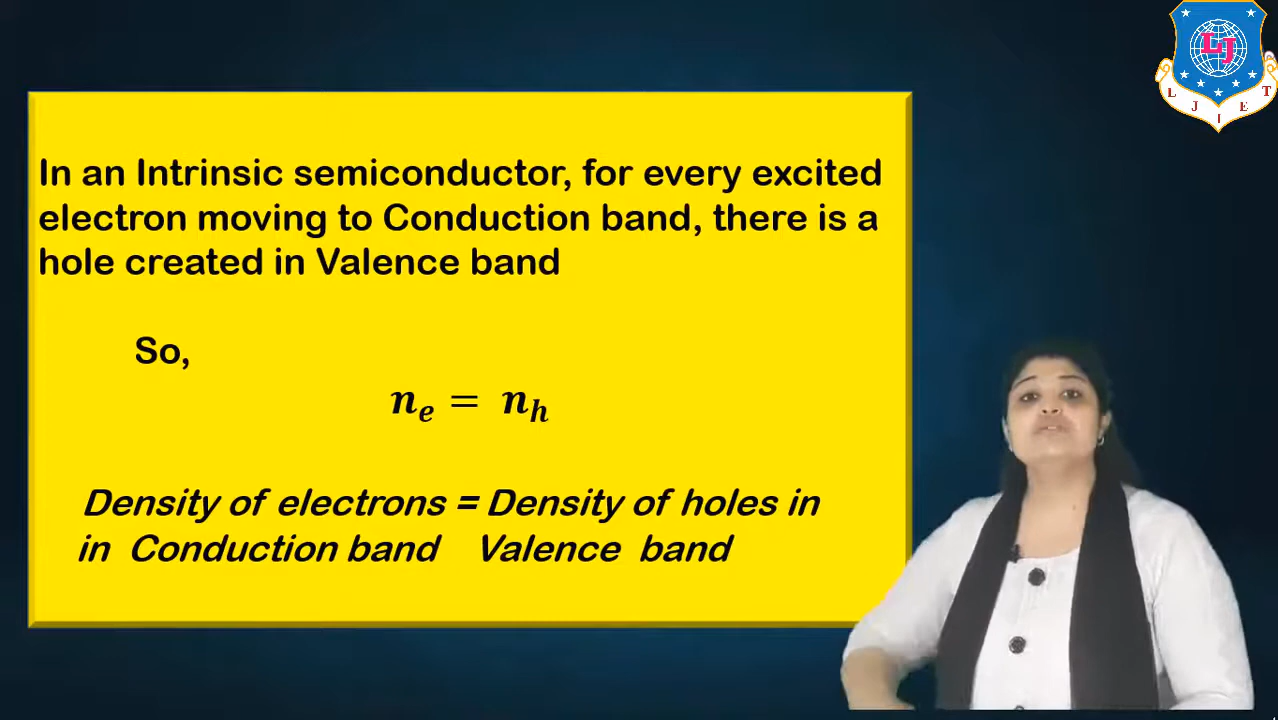 In an Intrinsic semiconductor, for every excited
electron moving to Conduction band, there is a
hole created in Valence band
So,
nₑ = nₕ
Density of electrons = Density of holes in
in Conduction band Valence band
LJ
L J I E T